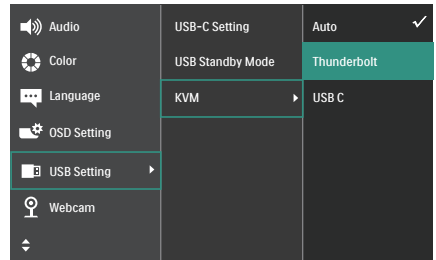 Audio
Color
Language
OSD Setting
USB Setting
Webcam
USB-C Setting
USB Standby Mode
KVM
Auto
Thunderbolt
USB C